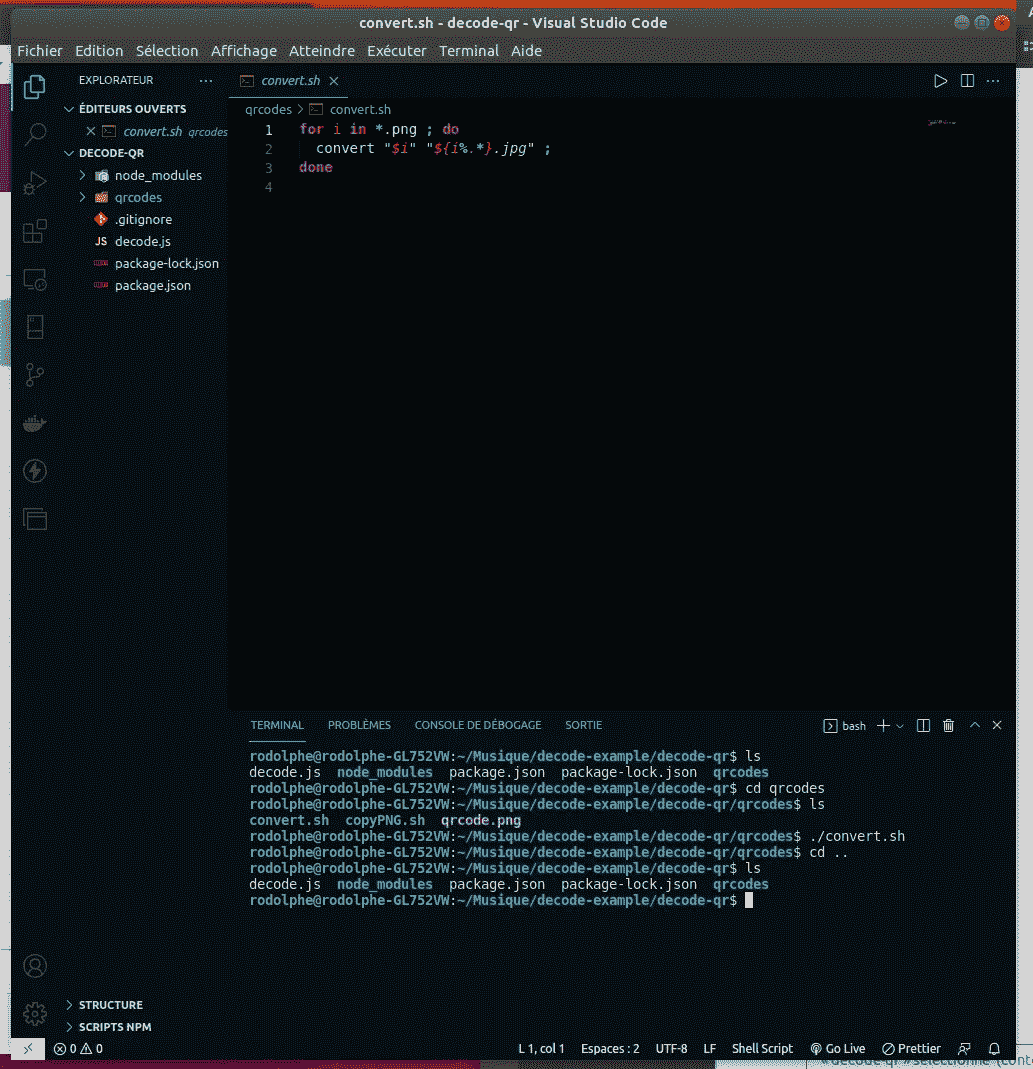 convert.sh - decode-qr - Visual Studio Code
Fichier Edition Sélection Affichage Atteindre Exécuter Terminal Aide
EXPLORATEUR
ÉDITEURS OUVERTS
convert.sh qrcodes
DECODE-QR
node_modules
qrcodes
.gitignore
JS decode.js
package-lock.json
package.json
convert.sh
qrcodes > convert.sh
1 for i in *.png ; do
2 convert "$i" "${i%.*}.jpg" ;
3 done
4
TERMINAL PROBLÈMES CONSOLE DE DÉBOGAGE SORTIE bash
rodolphe@rodolphe-GL752VW:~/Musique/decode-example/decode-qr$ ls
decode.js node_modules package.json package-lock.json qrcodes
rodolphe@rodolphe-GL752VW:~/Musique/decode-example/decode-qr$ cd qrcodes
rodolphe@rodolphe-GL752VW:~/Musique/decode-example/decode-qr/qrcodes$ ls
convert.sh copyPNG.sh qrcode.png
rodolphe@rodolphe-GL752VW:~/Musique/decode-example/decode-qr/qrcodes$ ./convert.sh
rodolphe@rodolphe-GL752VW:~/Musique/decode-example/decode-qr/qrcodes$ cd ..
rodolphe@rodolphe-GL752VW:~/Musique/decode-example/decode-qr$ ls
decode.js node_modules package.json package-lock.json qrcodes
rodolphe@rodolphe-GL752VW:~/Musique/decode-example/decode-qr$
STRUCTURE
SCRIPTS NPM
0 0 L 1, col 1 Espaces : 2 UTF-8 LF Shell Script Go Live Prettier